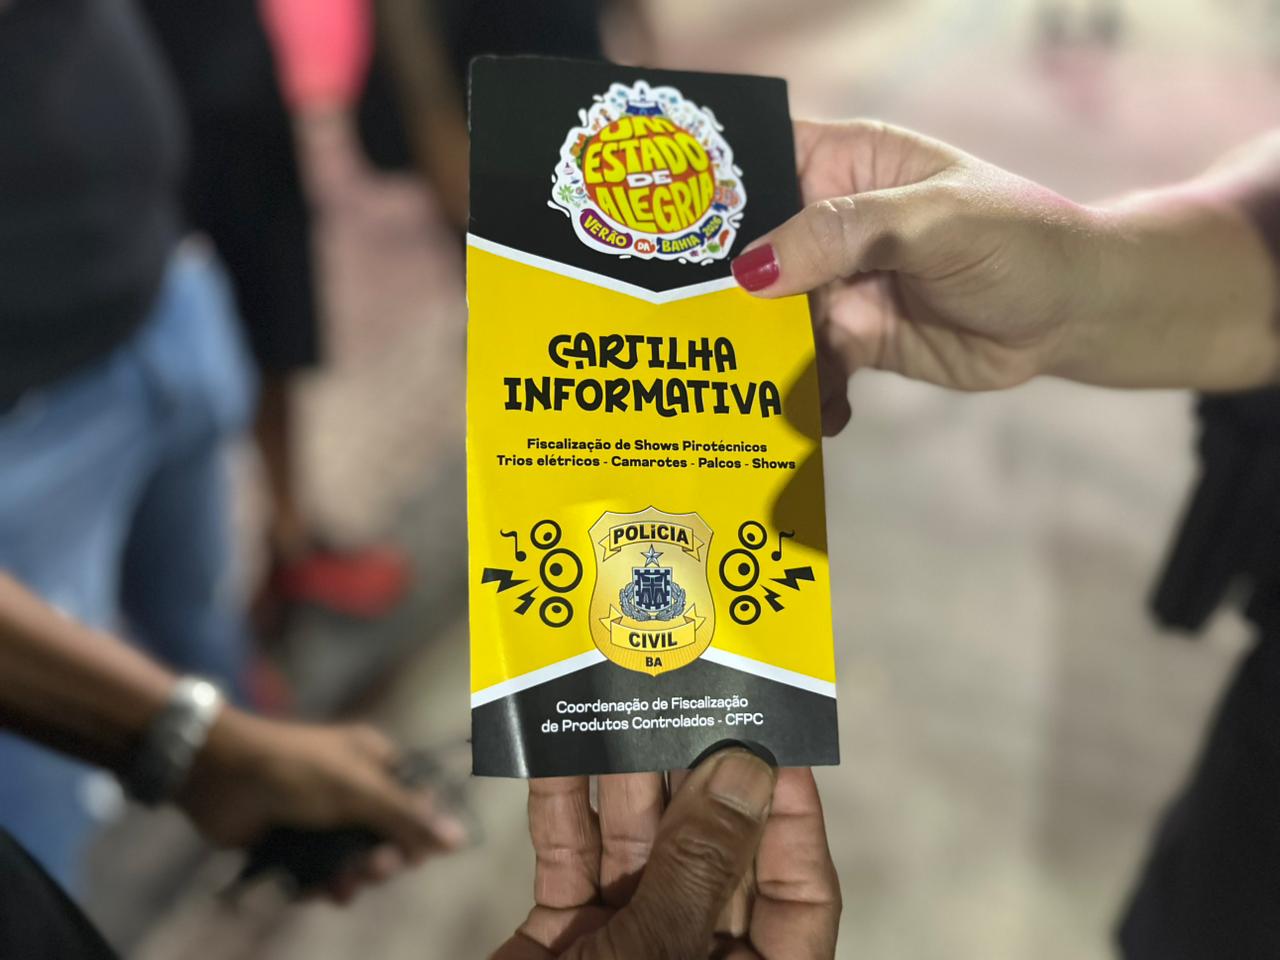 UM
ESTADO
DE
ALEGRIA
VERÃO DA BAHIA 2026
CARTILHA
INFORMATIVA
Fiscalização de Shows Pirotécnicos
Trios elétricos - Camarotes - Palcos - Shows
POLÍCIA
CIVIL
BA
Coordenação de Fiscalização
de Produtos Controlados - CFPC